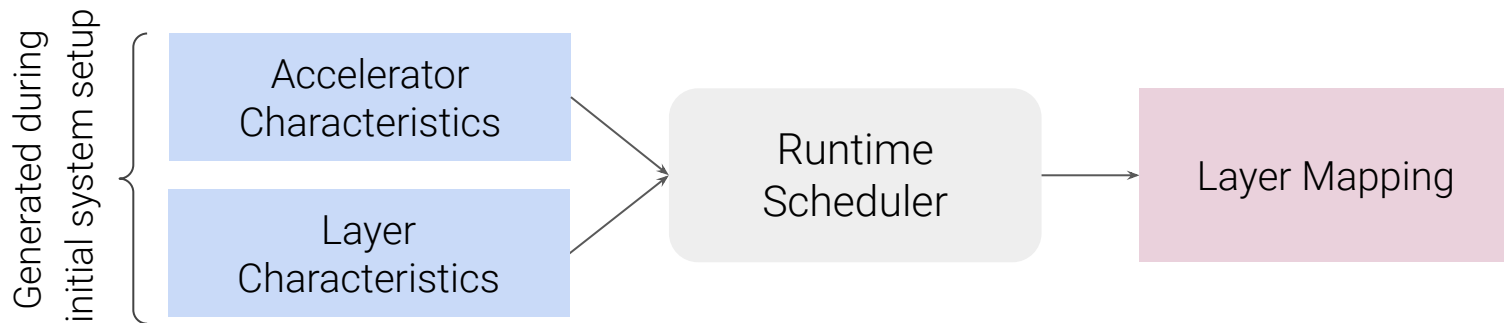 Generated during
initial system setup
Accelerator
Characteristics
Layer
Characteristics
Runtime
Scheduler
Layer Mapping